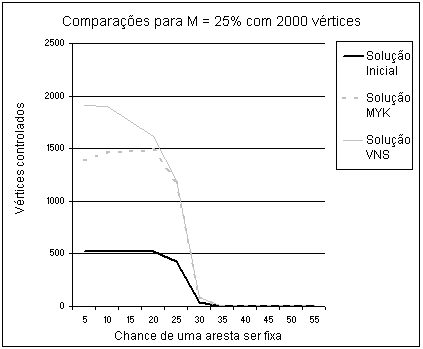 Comparações para M = 25% com 2000 vértices
Vértices controlados
2500
2000
1500
1000
500
0
5 10 15 20 25 30 35 40 45 50 55
Chance de uma aresta ser fixa
Solução
Inicial
Solução
MYK
Solução
VNS